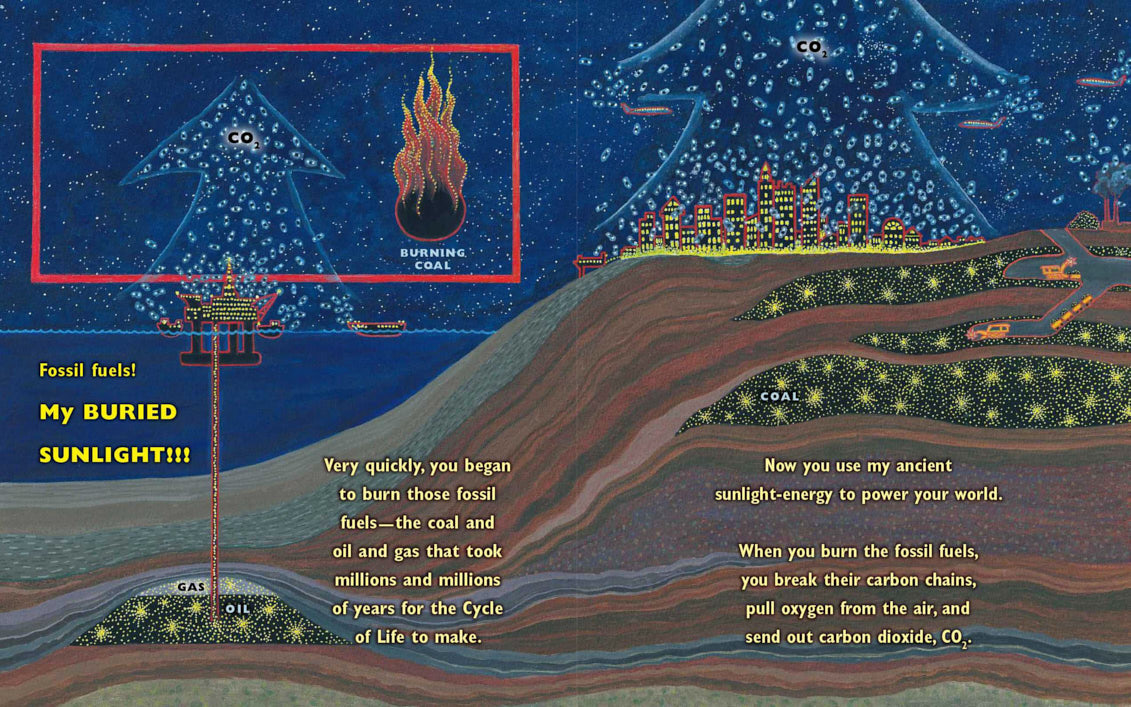 CO₂
BURNING
COAL
Fossil fuels!
My BURIED
SUNLIGHT!!!
GAS
OIL
Very quickly, you began
to burn those fossil
fuels—the coal and
oil and gas that took
millions and millions
of years for the Cycle
of Life to make.
CO₂
COAL
Now you use my ancient
sunlight-energy to power your world.
When you burn the fossil fuels,
you break their carbon chains,
pull oxygen from the air, and
send out carbon dioxide, CO₂.